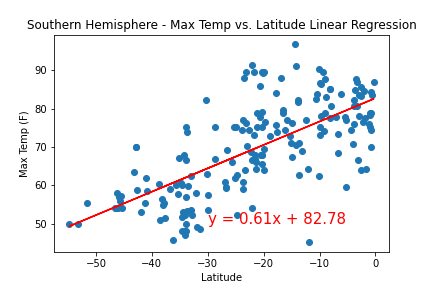 Southern Hemisphere - Max Temp vs. Latitude Linear Regression
Max Temp (F)
90
80
70
60
50
y = 0.61x + 82.78
−50
−40
−30
−20
−10
0
Latitude